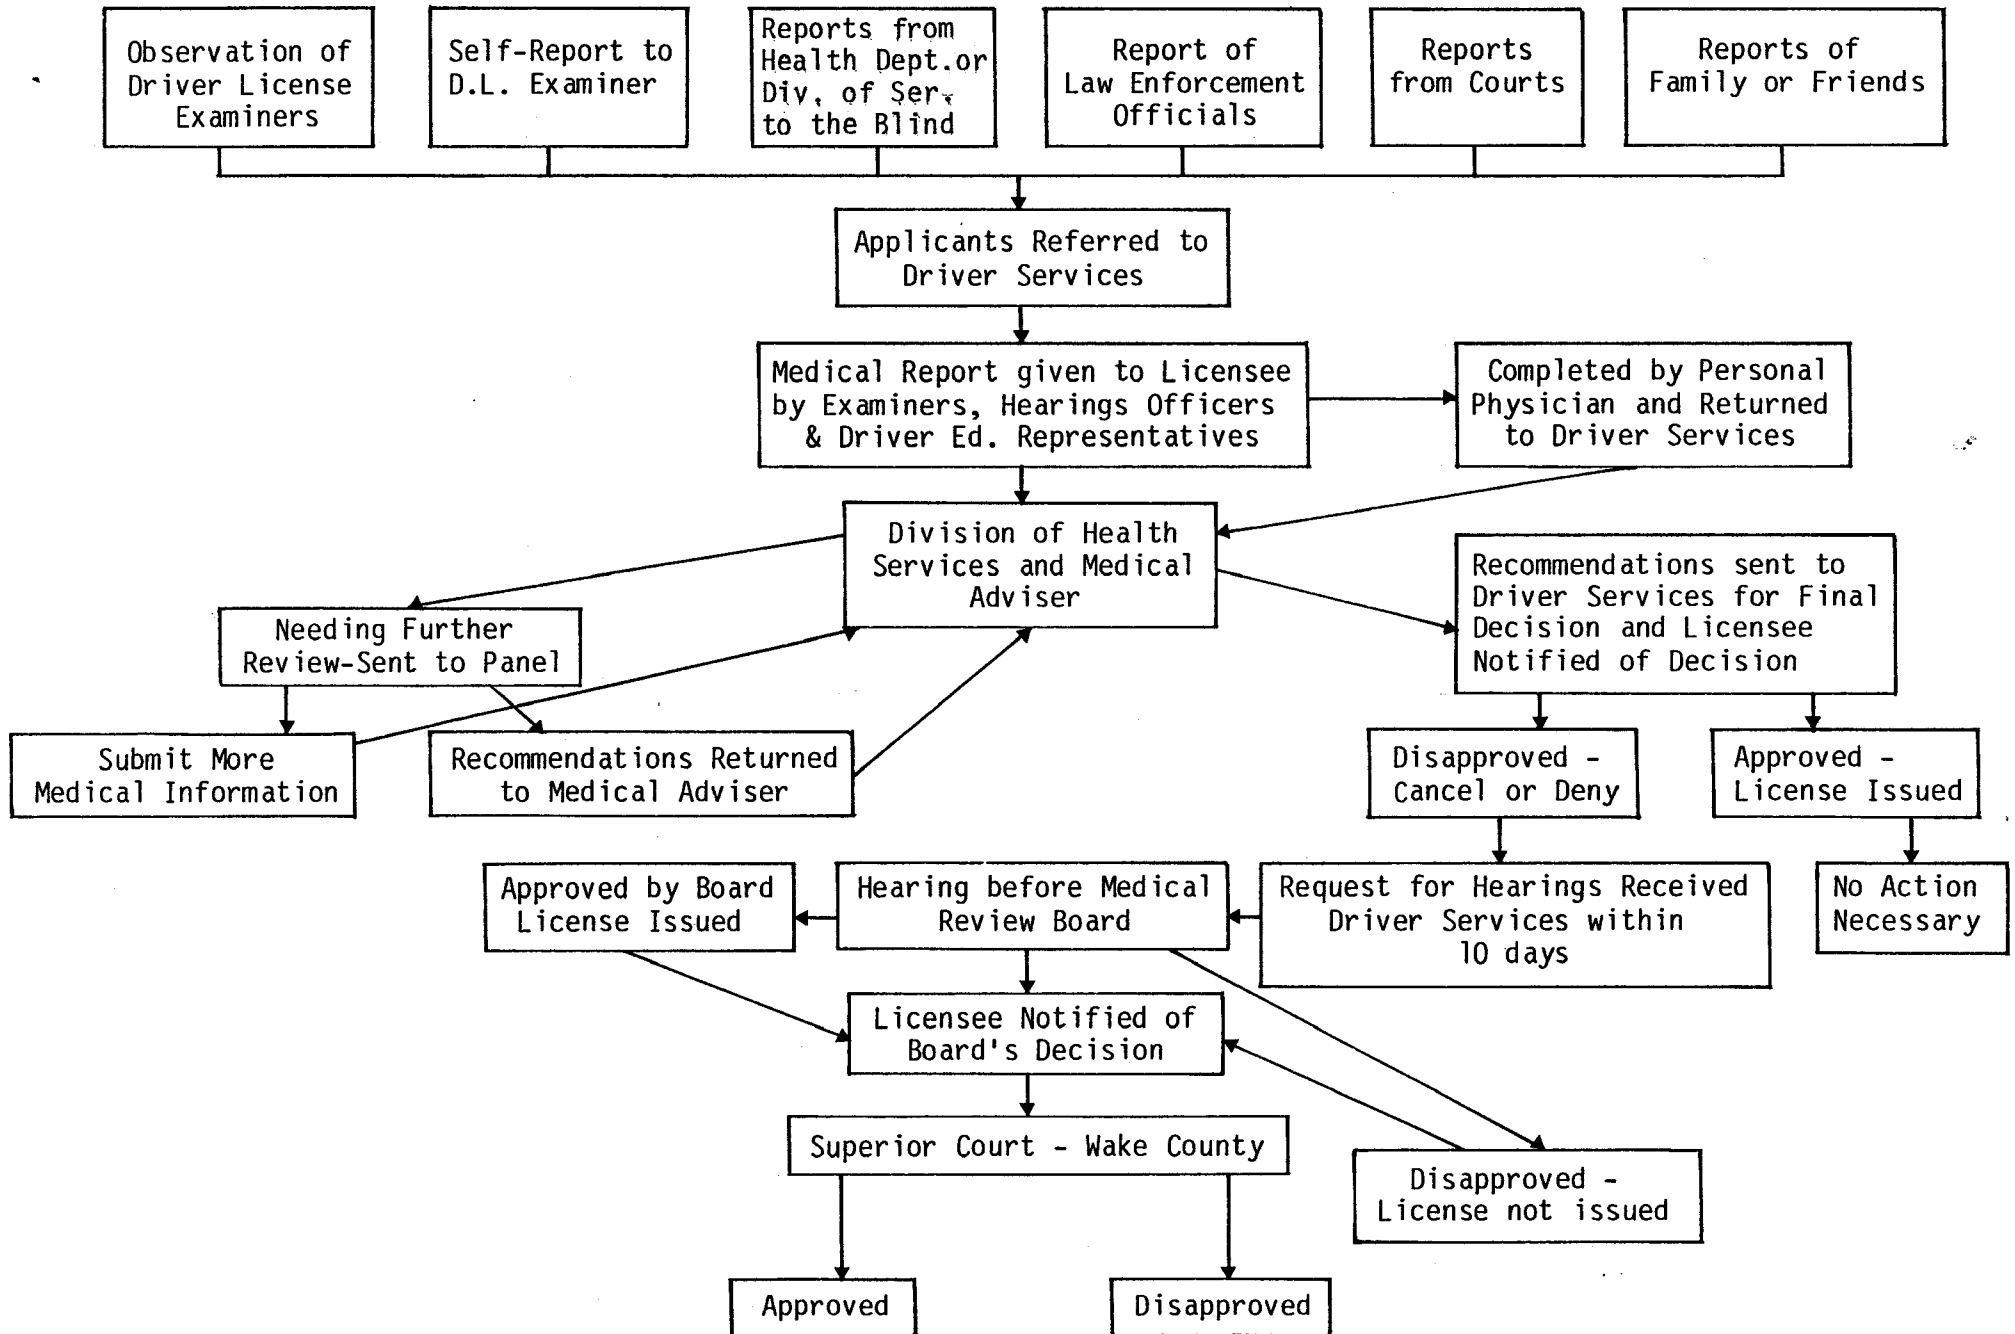 Observation of
Driver License
Examiners
Self-Report to
D.L. Examiner
Reports from
Health Dept.or
Div. of Ser.
to the Blind
Report of
Law Enforcement
Officials
Reports
from Courts
Reports of
Family or Friends
Applicants Referred to
Driver Services
Medical Report given to Licensee
by Examiners, Hearings Officers
& Driver Ed. Representatives
Completed by Personal
Physician and Returned
to Driver Services
Division of Health
Services and Medical
Adviser
Recommendations sent to
Driver Services for Final
Decision and Licensee
Notified of Decision
Needing Further
Review-Sent to Panel
Submit More
Medical Information
Recommendations Returned
to Medical Adviser
Disapproved -
Cancel or Deny
Approved -
License Issued
Approved by Board
License Issued
Hearing before Medical
Review Board
Request for Hearings Received
Driver Services within
10 days
No Action
Necessary
Licensee Notified of
Board's Decision
Superior Court - Wake County
Disapproved -
License not issued
Approved
Disapproved